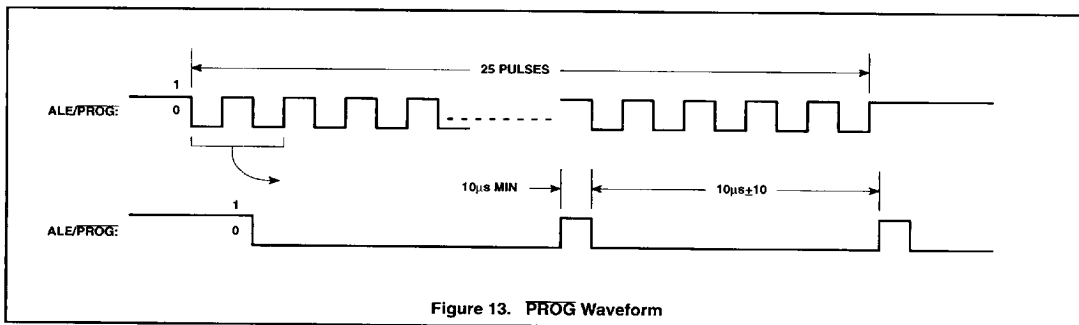 25 PULSES
1
ALE/PROG: 0
10µs MIN
10µs±10
1
ALE/PROG: 0
Figure 13. PROG Waveform